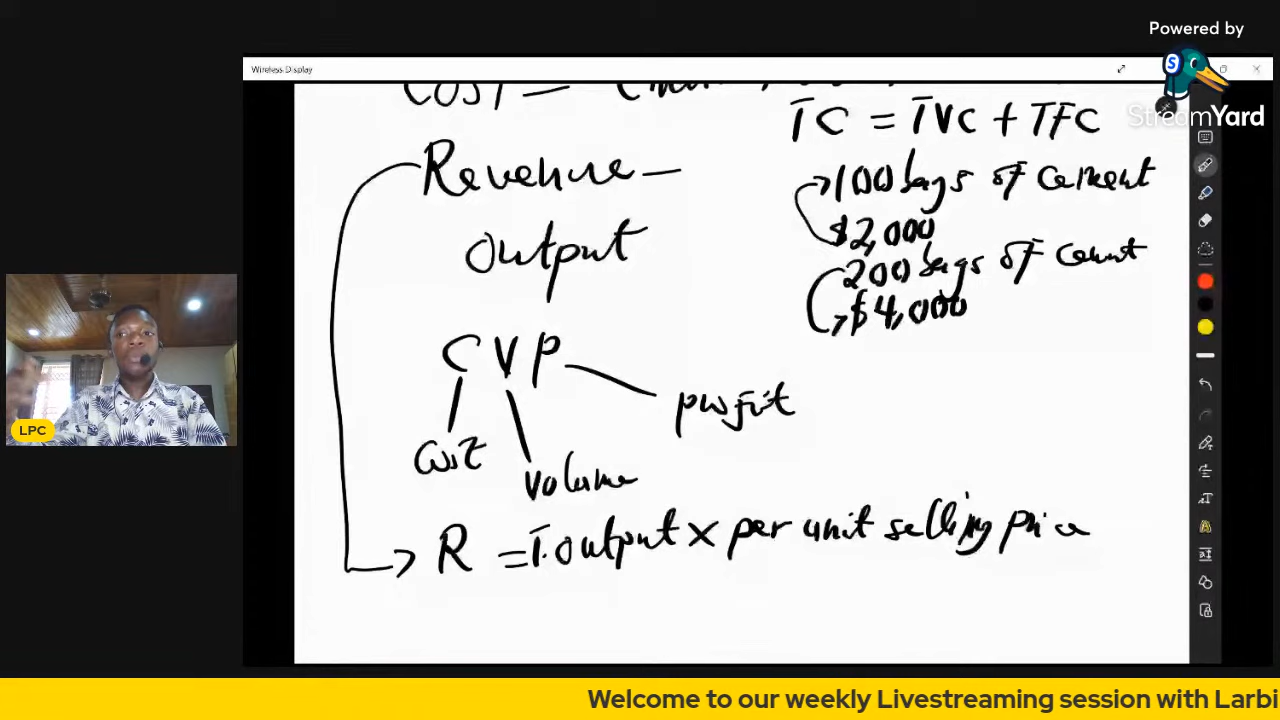 Powered by
StreamYard
Wireless Display
COST —
TC = TVC + TFC
Revenue —
100 bags of cement
$2,000
output
200 bags of
$4,000
C V P
profit
Cost
volume
R = T.output × per unit selling price
LPC
Welcome to our weekly Livestreaming session with Larbi